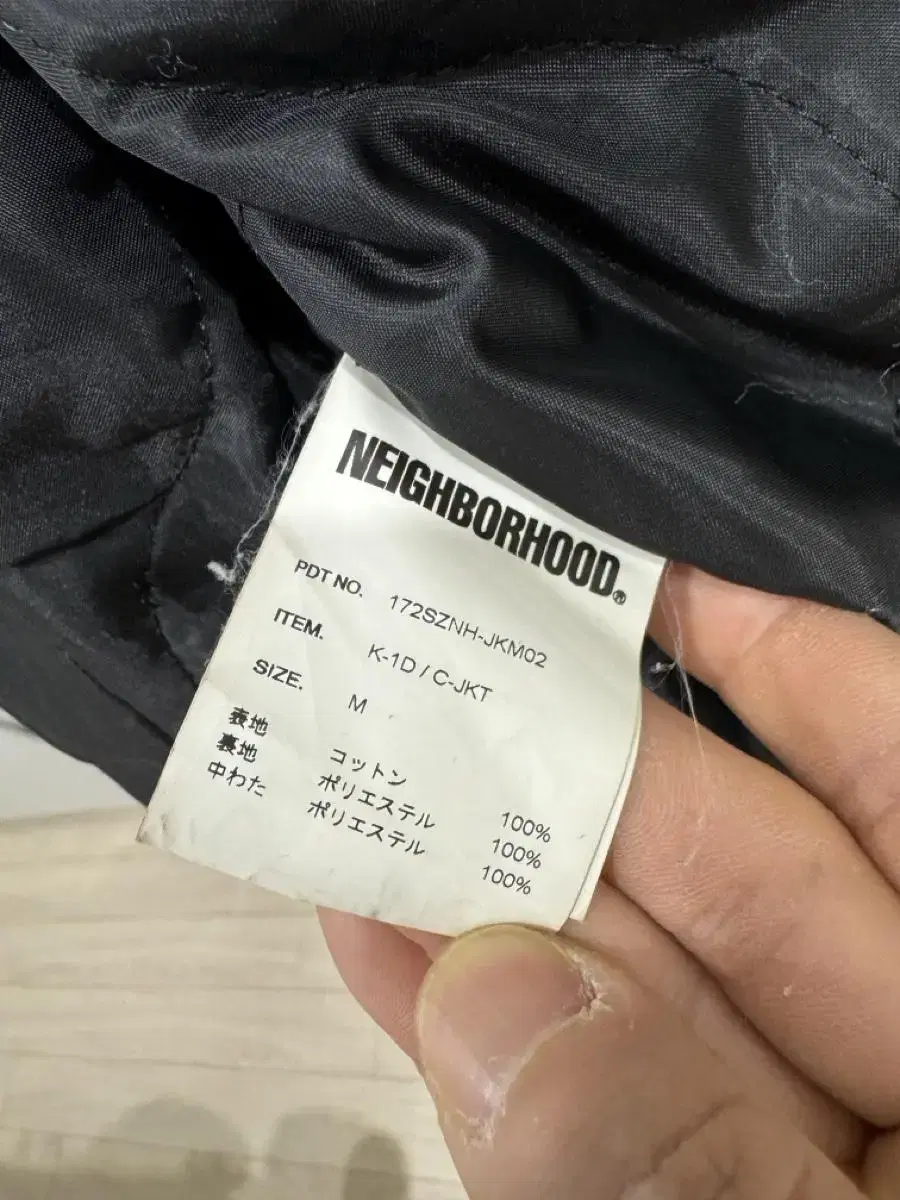 NEIGHBORHOOD®
PDT NO. 172SZNH-JKM02
ITEM. K-1D / C-JKT
SIZE. M
表地 コットン 100%
裏地 ポリエステル 100%
中わた ポリエステル 100%